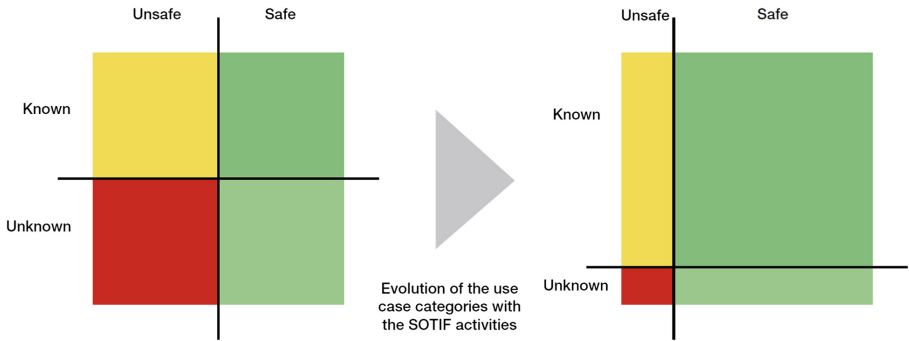 Unsafe
Safe
Known
Unknown
Evolution of the use
case categories with
the SOTIF activities
Unsafe
Safe
Known
Unknown